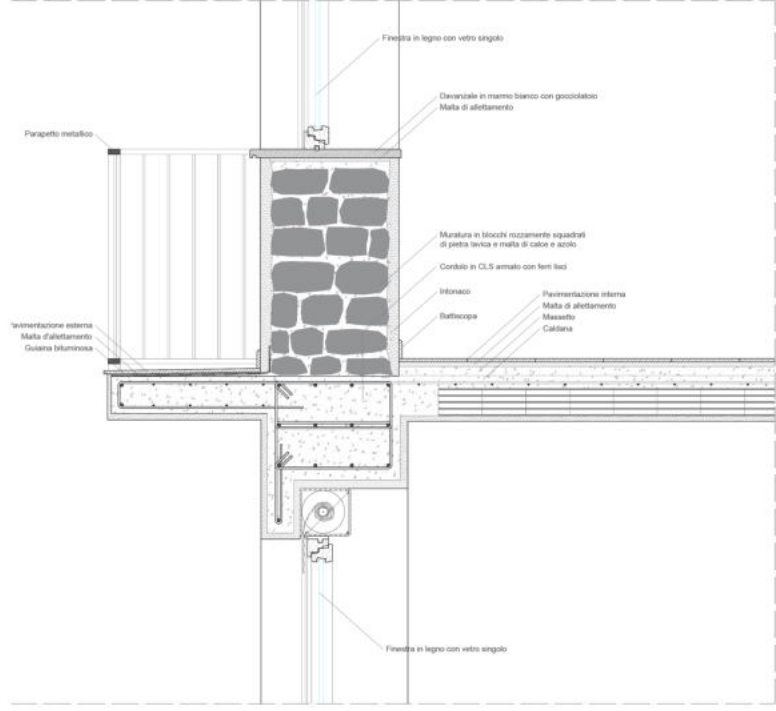 Finestra in legno con vetro singolo
Davanzale in marmo bianco con gocciolatoio
Malta di allettamento
Parapetto metallico
Muratura in blocchi rozzamente squadrati
di pietra lavica e malta di calce e azolo
Cordolo in CLS armato con ferri lisci
Intonaco
Battiscopa
Pavimentazione interna
Malta di allettamento
Massetto
Caldana
avimentazione esterna
Malta d'allettamento
Guiaina bituminosa
Finestra in legno con vetro singolo